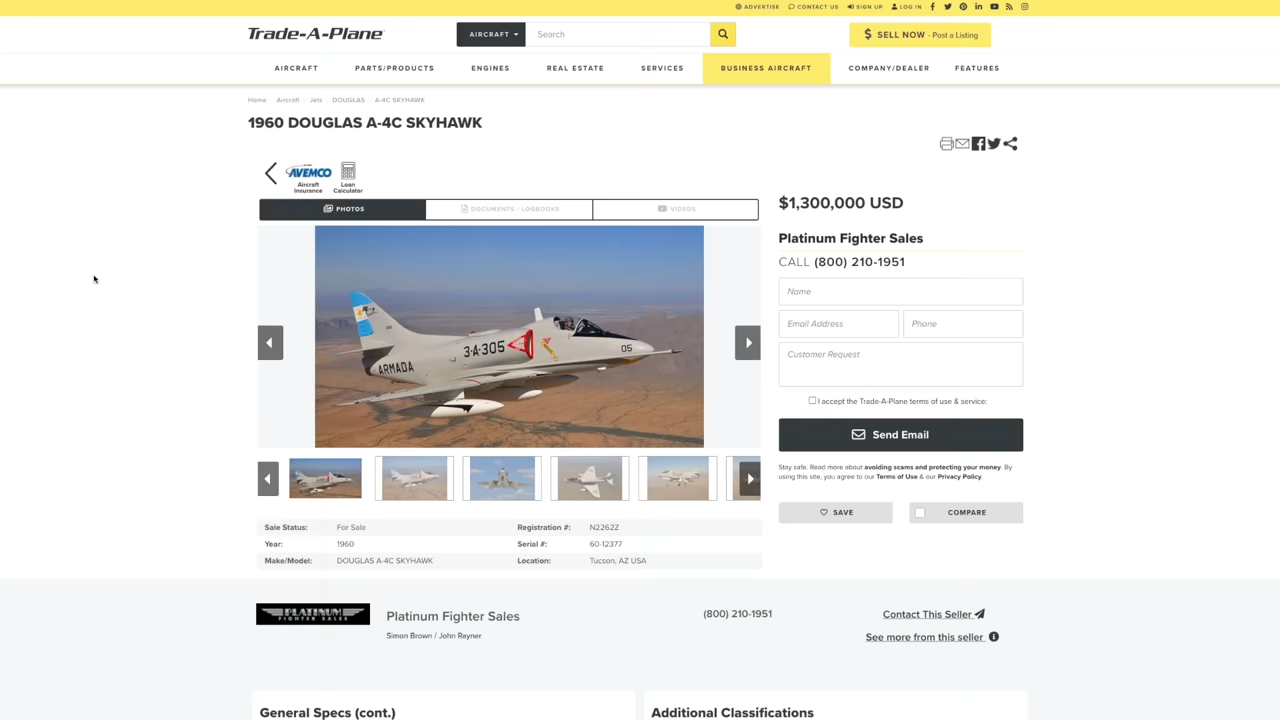 ADVERTISE CONTACT US SIGN UP LOG IN
Trade-A-Plane
AIRCRAFT Search $ SELL NOW - Post a Listing
AIRCRAFT PARTS/PRODUCTS ENGINES REAL ESTATE SERVICES BUSINESS AIRCRAFT COMPANY/DEALER FEATURES
Home Aircraft Jets DOUGLAS A-4C SKYHAWK
1960 DOUGLAS A-4C SKYHAWK
AVEMCO
Aircraft Insurance
Loan Calculator
PHOTOS DOCUMENTS / LOGBOOKS VIDEOS
3-A-305
05
ARMADA
$1,300,000 USD
Platinum Fighter Sales
CALL (800) 210-1951
Name
Email Address Phone
Customer Request
I accept the Trade-A-Plane terms of use & service:
Send Email
Stay safe. Read more about avoiding scams and protecting your money. By
using this site, you agree to our Terms of Use & our Privacy Policy.
SAVE COMPARE
Sale Status: For Sale Registration #: N2262Z
Year: 1960 Serial #: 60-12377
Make/Model: DOUGLAS A-4C SKYHAWK Location: Tucson, AZ USA
PLATINUM
FIGHTER SALES
Platinum Fighter Sales (800) 210-1951 Contact This Seller
Simon Brown / John Rayner See more from this seller
General Specs (cont.) Additional Classifications